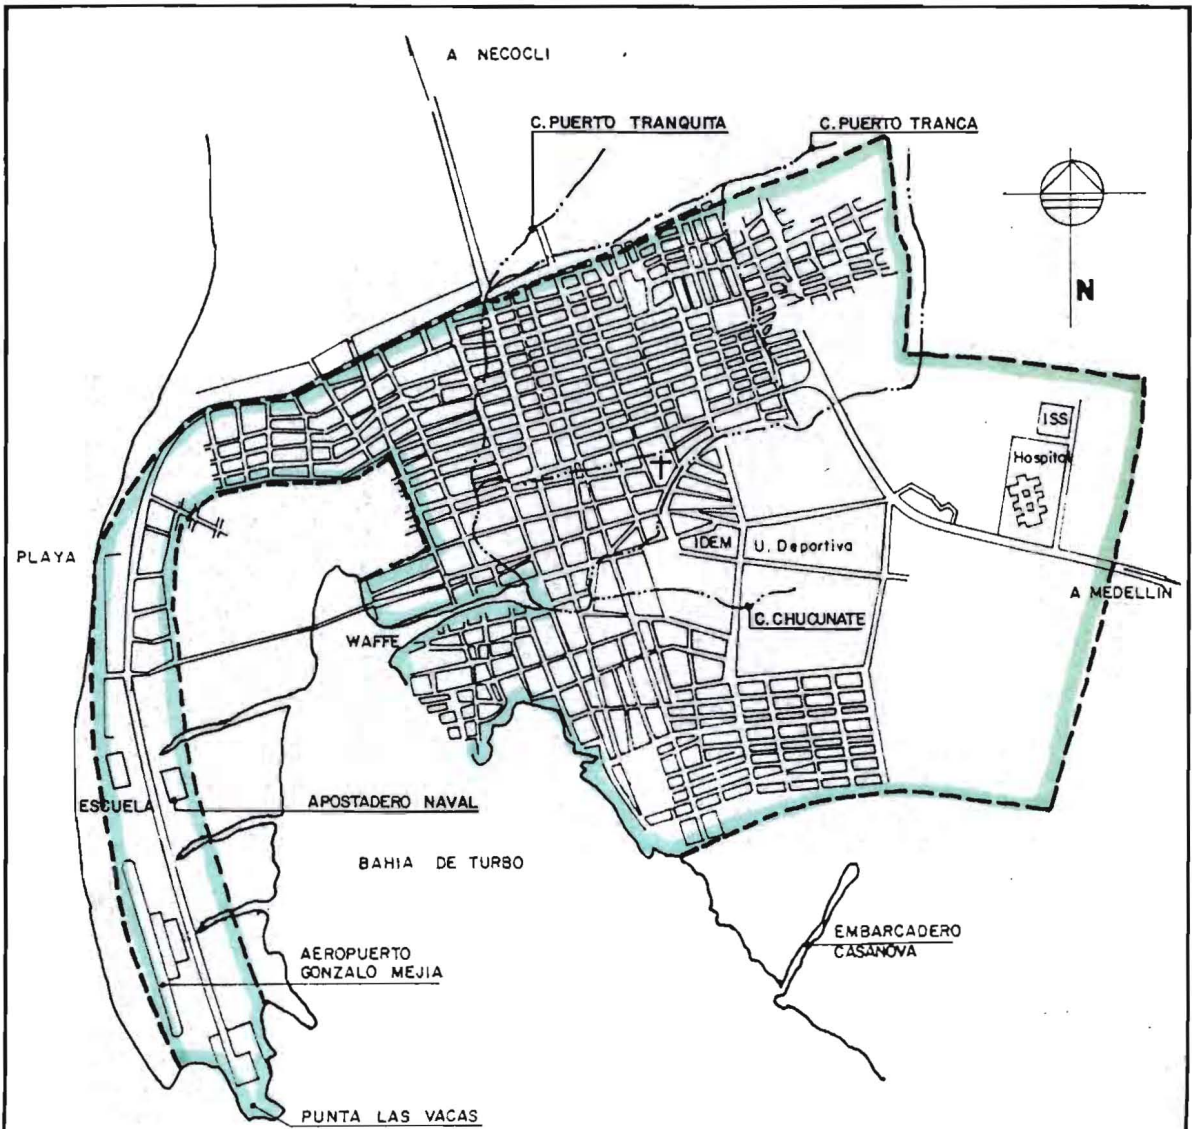 A NECOCLI
C. PUERTO TRANQUITA
C. PUERTO TRANCA
N
ISS
Hospital
PLAYA
IDEM
U. Deportiva
A MEDELLIN
C. CHUCUNATE
WAFFE
ESCUELA
APOSTADERO NAVAL
BAHIA DE TURBO
EMBARCADERO
CASANOVA
AEROPUERTO
GONZALO MEJIA
PUNTA LAS VACAS